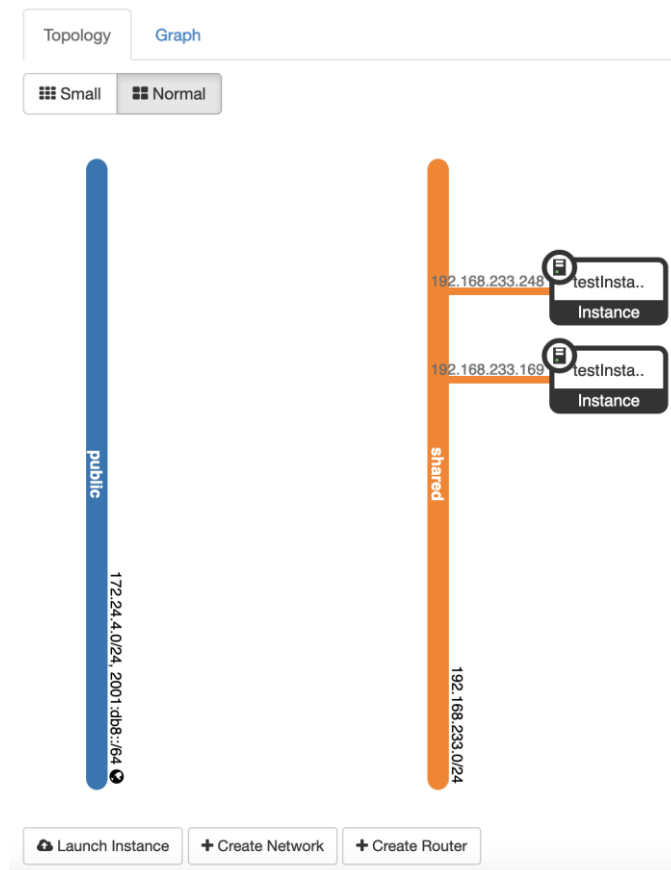 Topology Graph
Small Normal
192.168.233.248
testInsta..
Instance
192.168.233.169
testInsta..
Instance
public
shared
172.24.4.0/24, 2001:db8::/64
192.168.233.0/24
Launch Instance + Create Network + Create Router